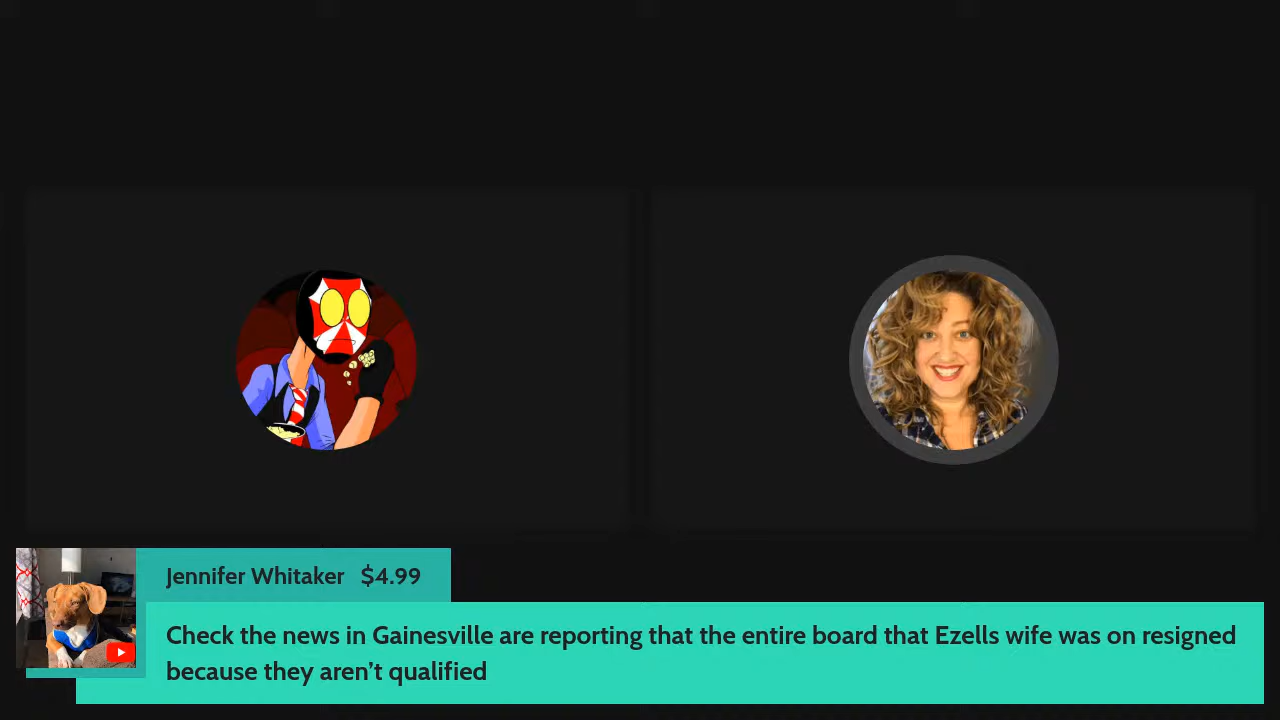 Jennifer Whitaker $4.99
Check the news in Gainesville are reporting that the entire board that Ezells wife was on resigned
because they aren’t qualified